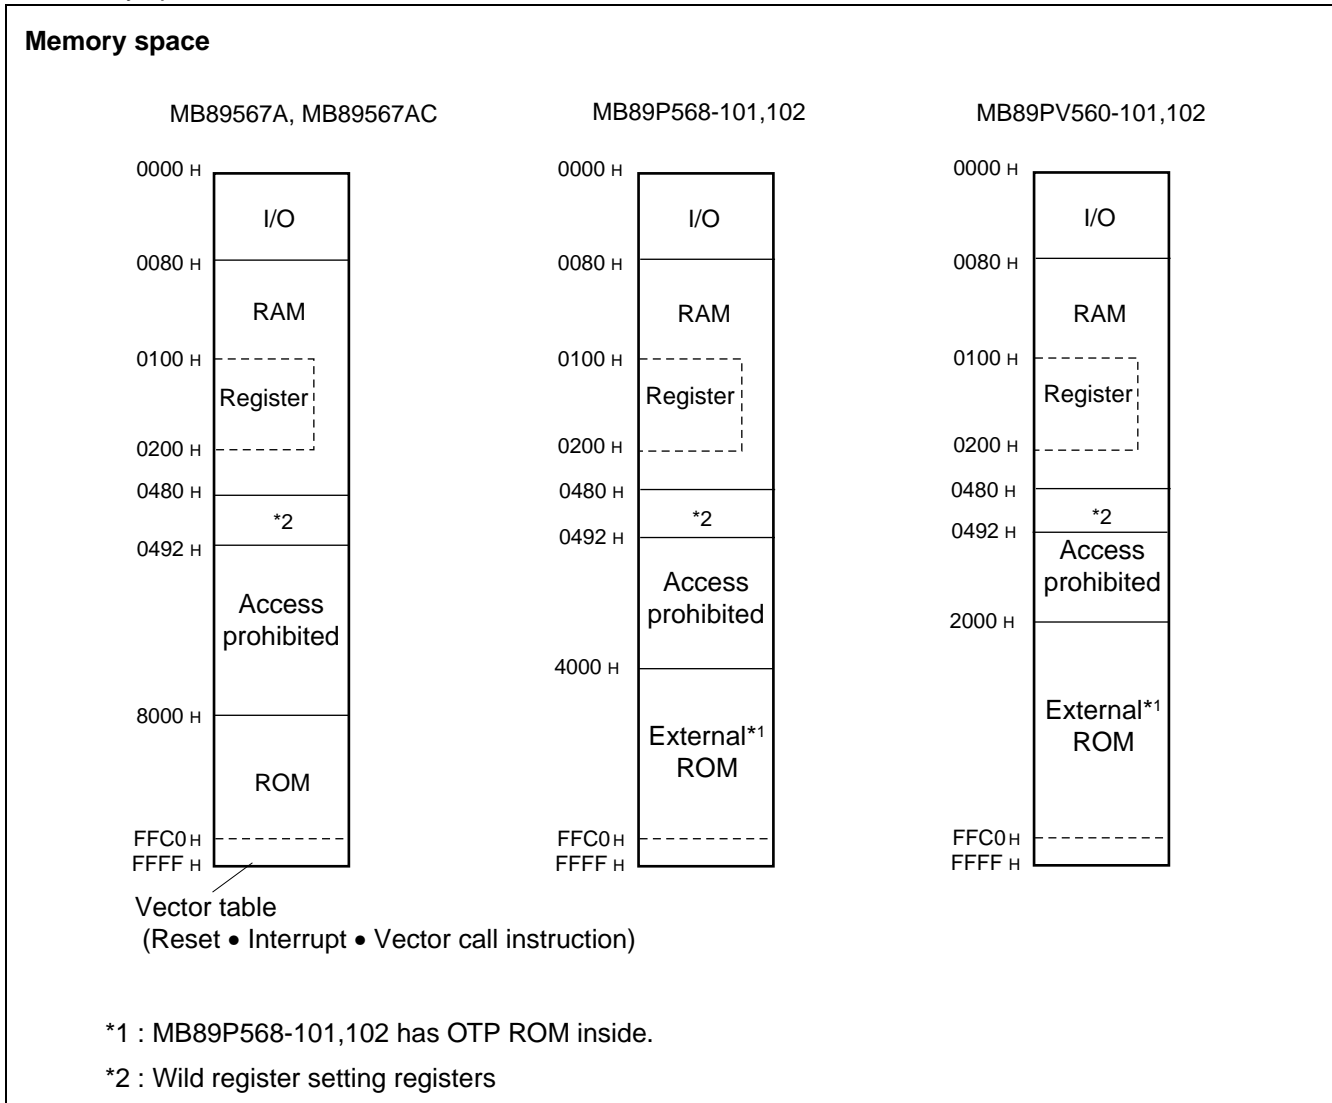 Memory space
MB89567A, MB89567AC
0000 H
I/O
0080 H
RAM
0100 H
Register
0200 H
0480 H
*2
0492 H
Access
prohibited
8000 H
ROM
FFC0 H
FFFF H
Vector table
(Reset • Interrupt • Vector call instruction)
MB89P568-101,102
0000 H
I/O
0080 H
RAM
0100 H
Register
0200 H
0480 H
*2
0492 H
Access
prohibited
4000 H
External*1
ROM
FFC0 H
FFFF H
MB89PV560-101,102
0000 H
I/O
0080 H
RAM
0100 H
Register
0200 H
0480 H
*2
0492 H
Access
prohibited
2000 H
External*1
ROM
FFC0 H
FFFF H
*1 : MB89P568-101,102 has OTP ROM inside.
*2 : Wild register setting registers